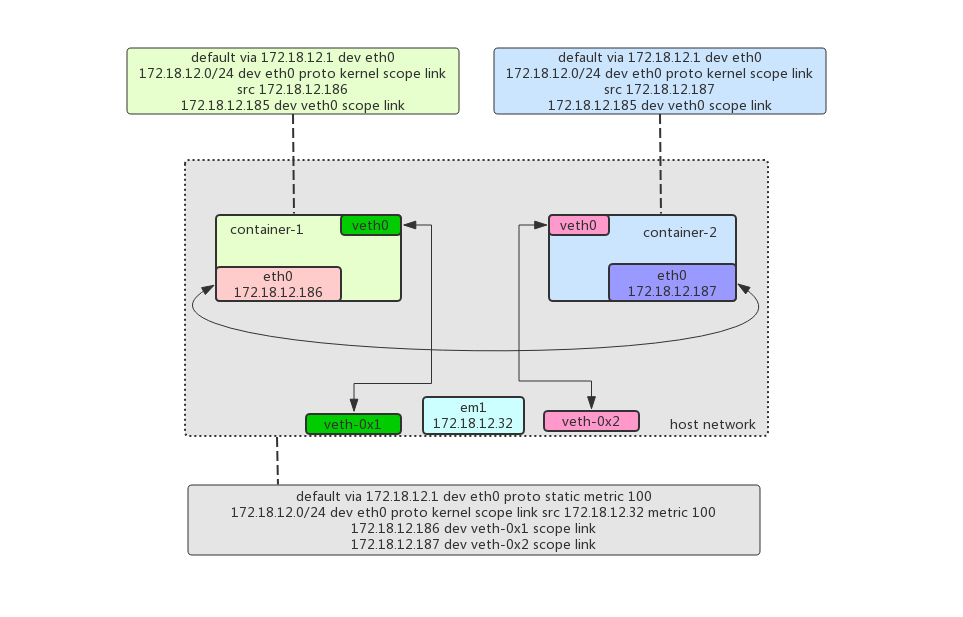 default via 172.18.12.1 dev eth0
172.18.12.0/24 dev eth0 proto kernel scope link
src 172.18.12.186
172.18.12.185 dev veth0 scope link
default via 172.18.12.1 dev eth0
172.18.12.0/24 dev eth0 proto kernel scope link
src 172.18.12.187
172.18.12.185 dev veth0 scope link
container-1
veth0
eth0
172.18.12.186
veth0
container-2
eth0
172.18.12.187
veth-0x1
em1
172.18.12.32
veth-0x2
host network
default via 172.18.12.1 dev eth0 proto static metric 100
172.18.12.0/24 dev eth0 proto kernel scope link src 172.18.12.32 metric 100
172.18.12.186 dev veth-0x1 scope link
172.18.12.187 dev veth-0x2 scope link